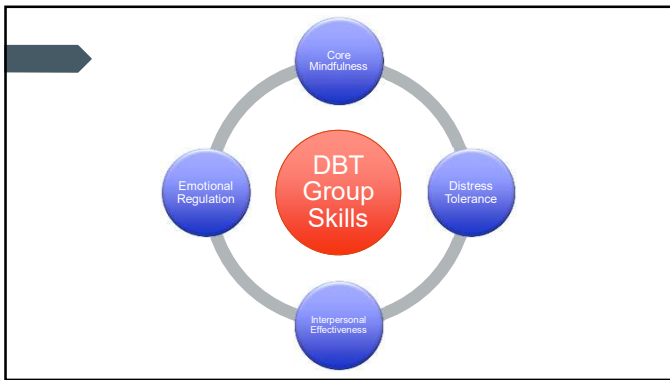 Core
Mindfulness
DBT
Group
Skills
Emotional
Regulation
Distress
Tolerance
Interpersonal
Effectiveness